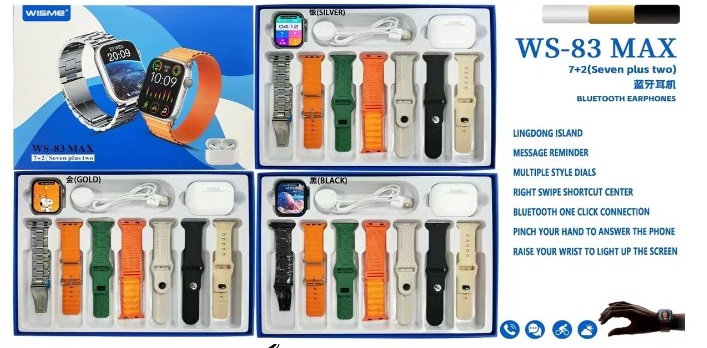 WISME
20:09
WS-83 MAX
7+2 | Seven plus two
银(SILVER)
04 12
WS-83 MAX
7+2(Seven plus two)
蓝牙耳机
BLUETOOTH EARPHONES
LINGDONG ISLAND
MESSAGE REMINDER
MULTIPLE STYLE DIALS
RIGHT SWIPE SHORTCUT CENTER
BLUETOOTH ONE CLICK CONNECTION
PINCH YOUR HAND TO ANSWER THE PHONE
RAISE YOUR WRIST TO LIGHT UP THE SCREEN
金(GOLD)
黑(BLACK)